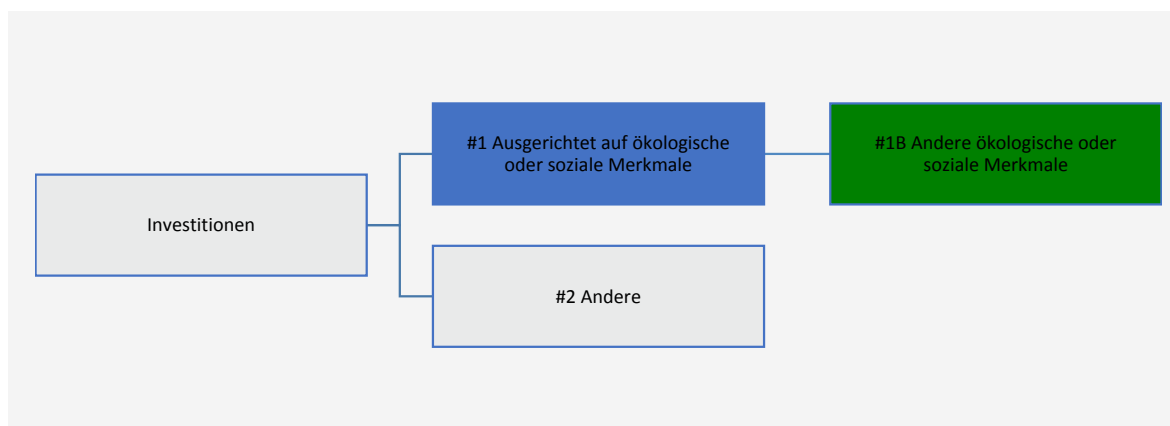 #1 Ausgerichtet auf ökologische
oder soziale Merkmale
#1B Andere ökologische oder
soziale Merkmale
Investitionen
#2 Andere